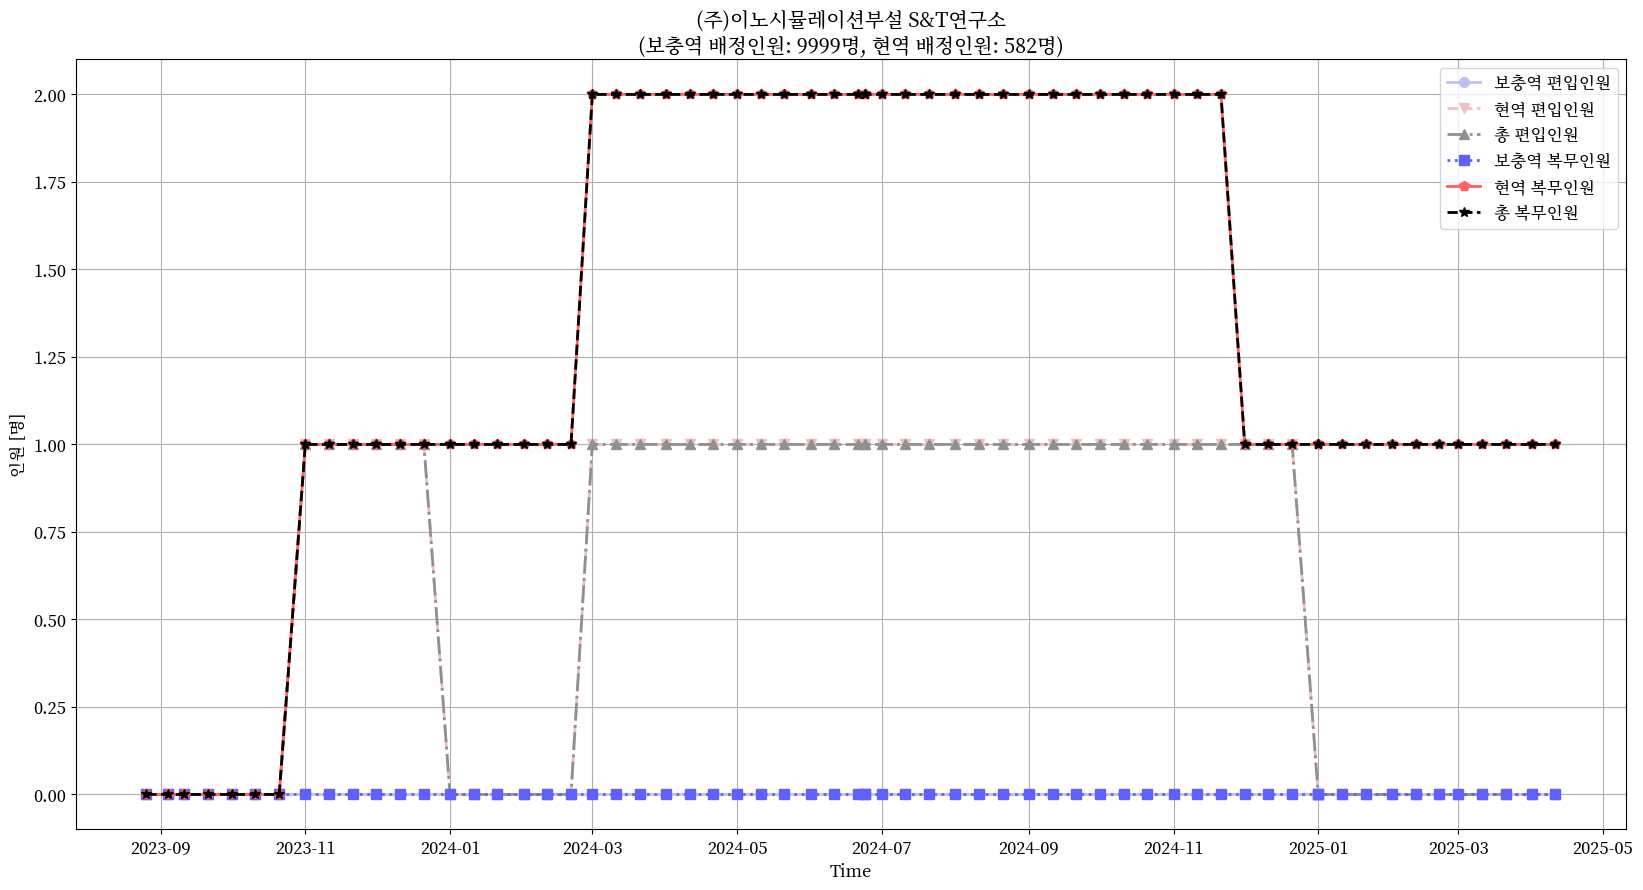 (주)이노시뮬레이션부설 S&T연구소
(보충역 배정인원: 9999명, 현역 배정인원: 582명)
보충역 편입인원
현역 편입인원
총 편입인원
보충역 복무인원
현역 복무인원
총 복무인원
인원 [명]
2.00
1.75
1.50
1.25
1.00
0.75
0.50
0.25
0.00
2023-09 2023-11 2024-01 2024-03 2024-05 2024-07 2024-09 2024-11 2025-01 2025-03 2025-05
Time